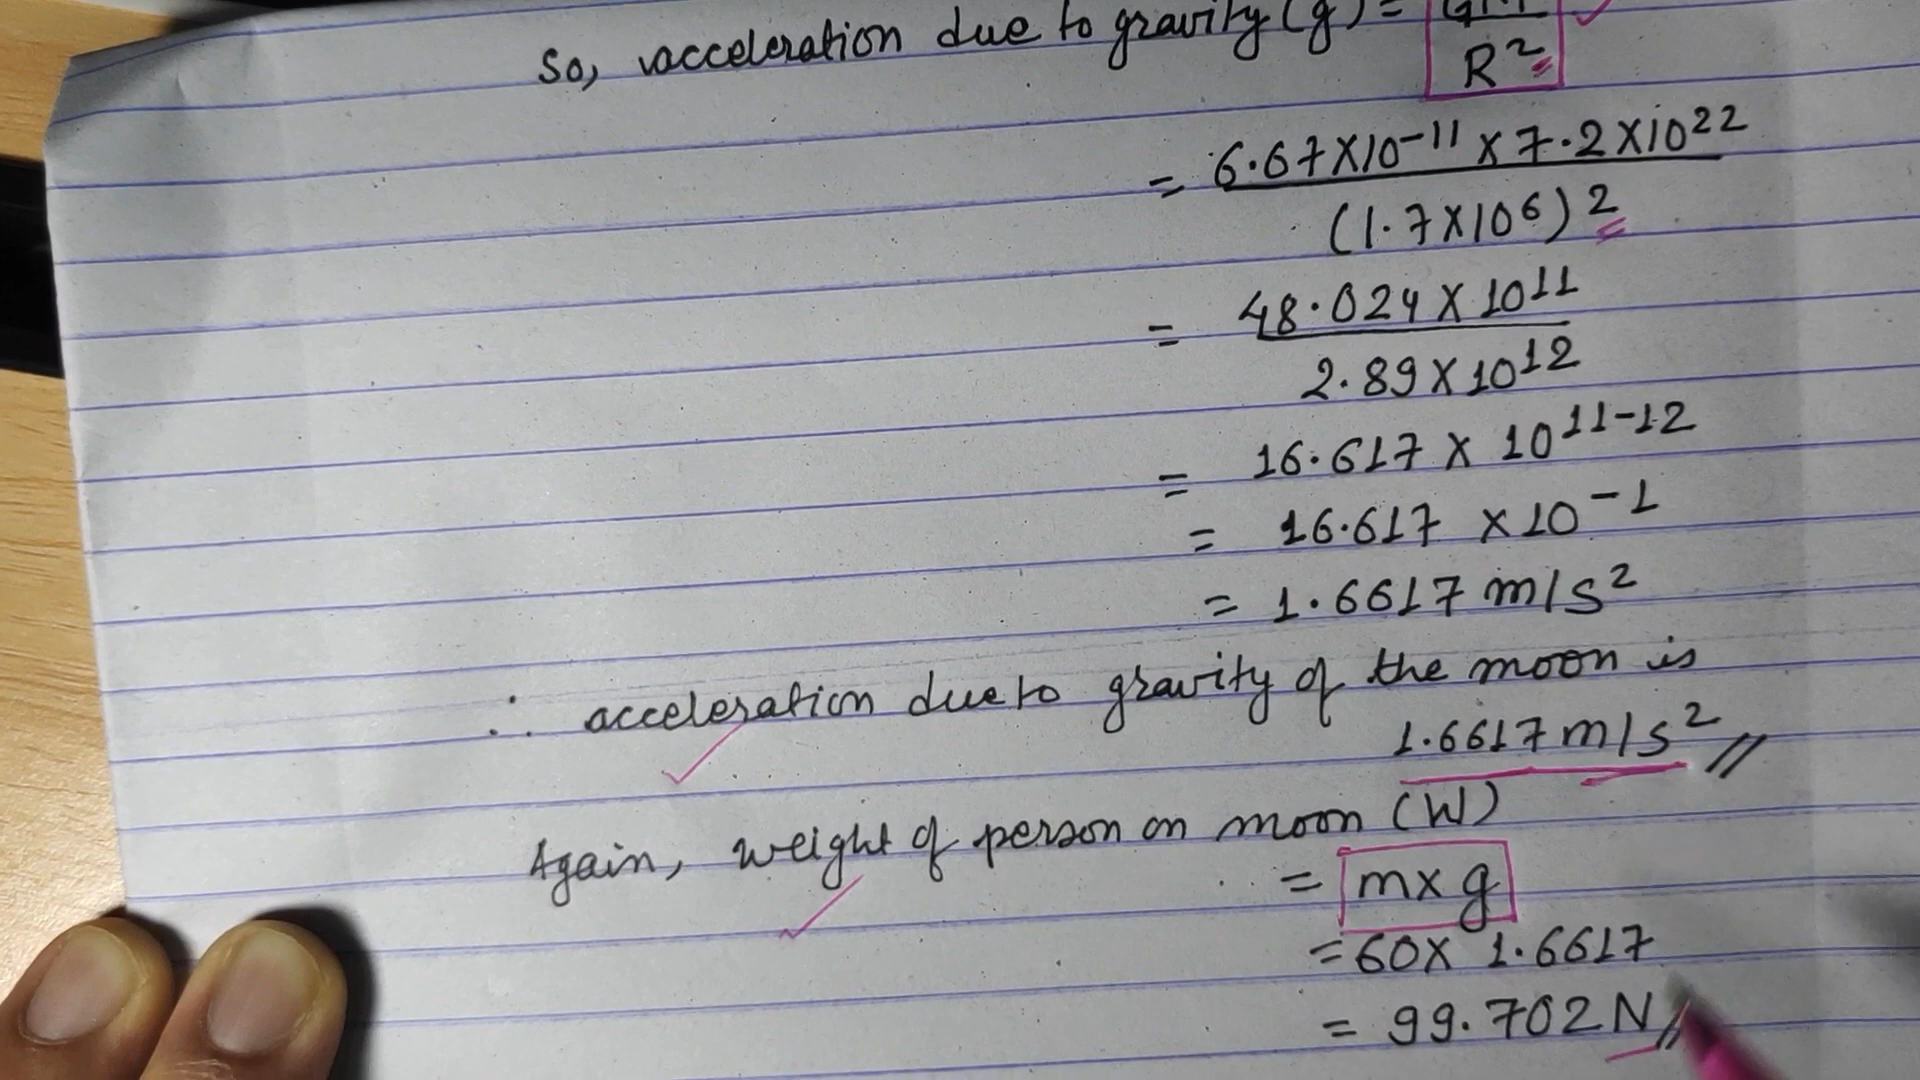 So, acceleration due to gravity (g) = GM
R²
= 6.67×10⁻¹¹ × 7.2×10²²
(1.7×10⁶)²
= 48.024 × 10¹¹
2.89 × 10¹²
= 16.617 × 10¹¹⁻¹²
= 16.617 × 10⁻¹
= 1.6617 m/s²
∴ acceleration due to gravity of the moon is
1.6617 m/s² //
Again, weight of person on moon (W)
= m×g
= 60× 1.6617
= 99.702 N //